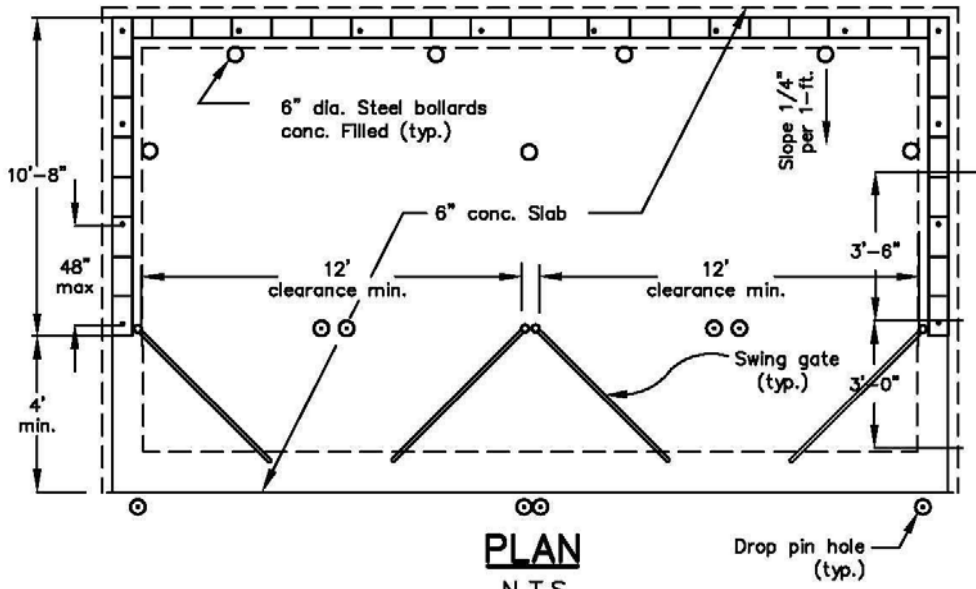 6" dia. Steel bollards
conc. Filled (typ.)
Slope 1/4"
per 1-ft.
10'-8"
6" conc. Slab
48"
max
12'
clearance min.
12'
clearance min.
3'-6"
Swing gate
(typ.)
3'-0"
4'
min.
PLAN
N.T.S.
Drop pin hole
(typ.)